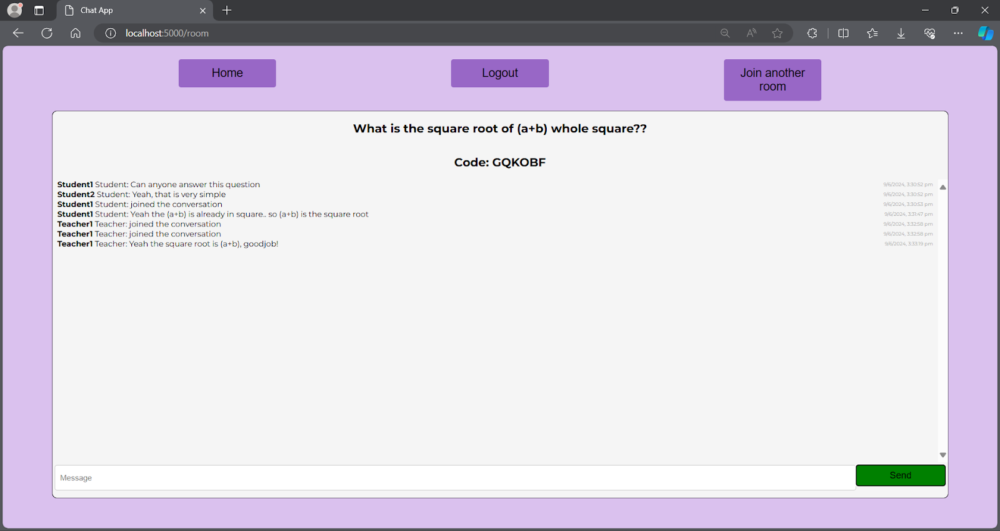 Chat App
localhost:5000/room
Home
Logout
Join another
room
What is the square root of (a+b) whole square??
Code: GQKOBF
Student1 Student: Can anyone answer this question 9/6/2024, 3:30:52 pm
Student2 Student: Yeah, that is very simple 9/6/2024, 3:30:52 pm
Student1 Student: joined the conversation 9/6/2024, 3:30:53 pm
Student1 Student: Yeah the (a+b) is already in square.. so (a+b) is the square root 9/6/2024, 3:31:47 pm
Teacher1 Teacher: joined the conversation 9/6/2024, 3:32:58 pm
Teacher1 Teacher: joined the conversation 9/6/2024, 3:32:58 pm
Teacher1 Teacher: Yeah the square root is (a+b), goodjob! 9/6/2024, 3:33:19 pm
Message
Send